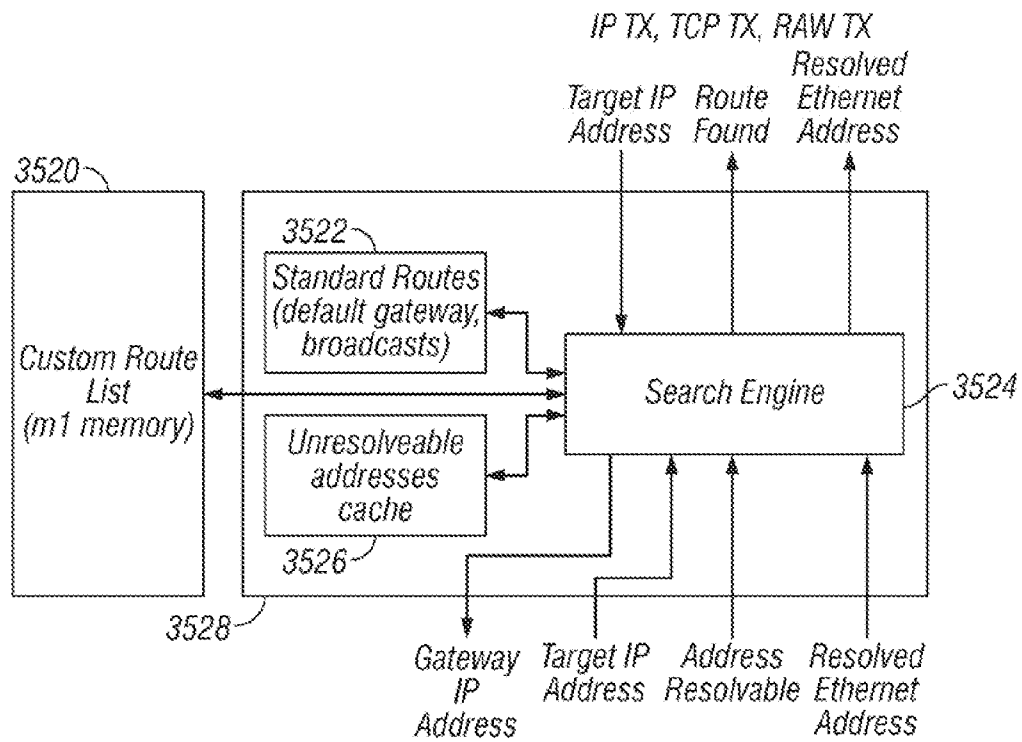 IP TX, TCP TX, RAW TX
Target IP
Address
Route
Found
Resolved
Ethernet
Address
3520
Custom Route
List
(m1 memory)
3522
Standard Routes
(default gateway,
broadcasts)
Search Engine
3524
Unresolveable
addresses
cache
3526
3528
Gateway
IP
Address
Target IP
Address
Address
Resolvable
Resolved
Ethernet
Address